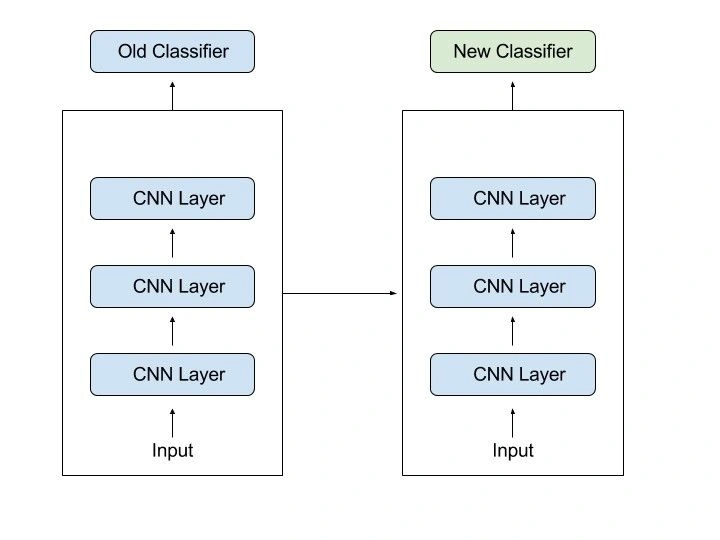 Old Classifier
CNN Layer
CNN Layer
CNN Layer
Input
New Classifier
CNN Layer
CNN Layer
CNN Layer
Input